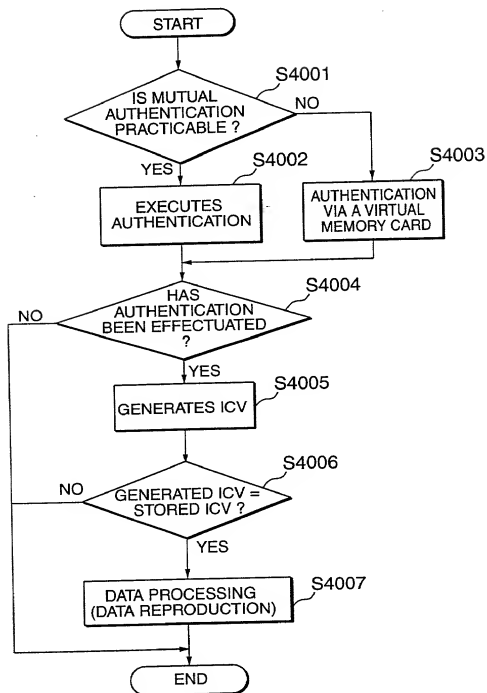 START
S4001
IS MUTUAL
AUTHENTICATION
PRACTICABLE ?
NO
YES
S4002
S4003
EXECUTES
AUTHENTICATION
AUTHENTICATION
VIA A VIRTUAL
MEMORY CARD
S4004
HAS
AUTHENTICATION
BEEN EFFECTUATED
?
NO
YES
S4005
GENERATES ICV
S4006
GENERATED ICV =
STORED ICV ?
NO
YES
S4007
DATA PROCESSING
(DATA REPRODUCTION)
END